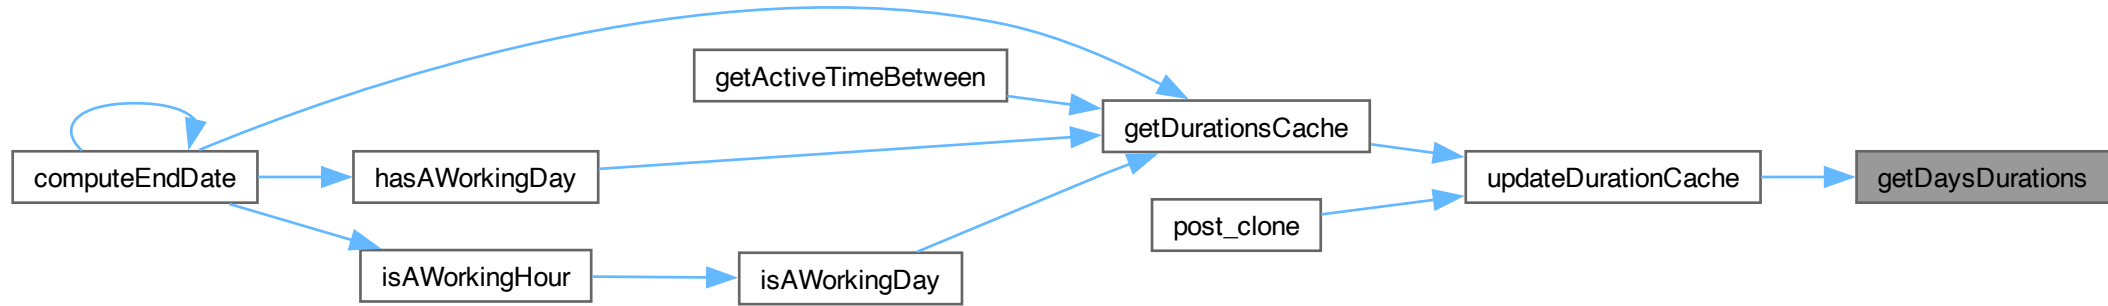 getActiveTimeBetween
getDurationsCache
computeEndDate
hasAWorkingDay
updateDurationCache
getDaysDurations
post_clone
isAWorkingHour
isAWorkingDay